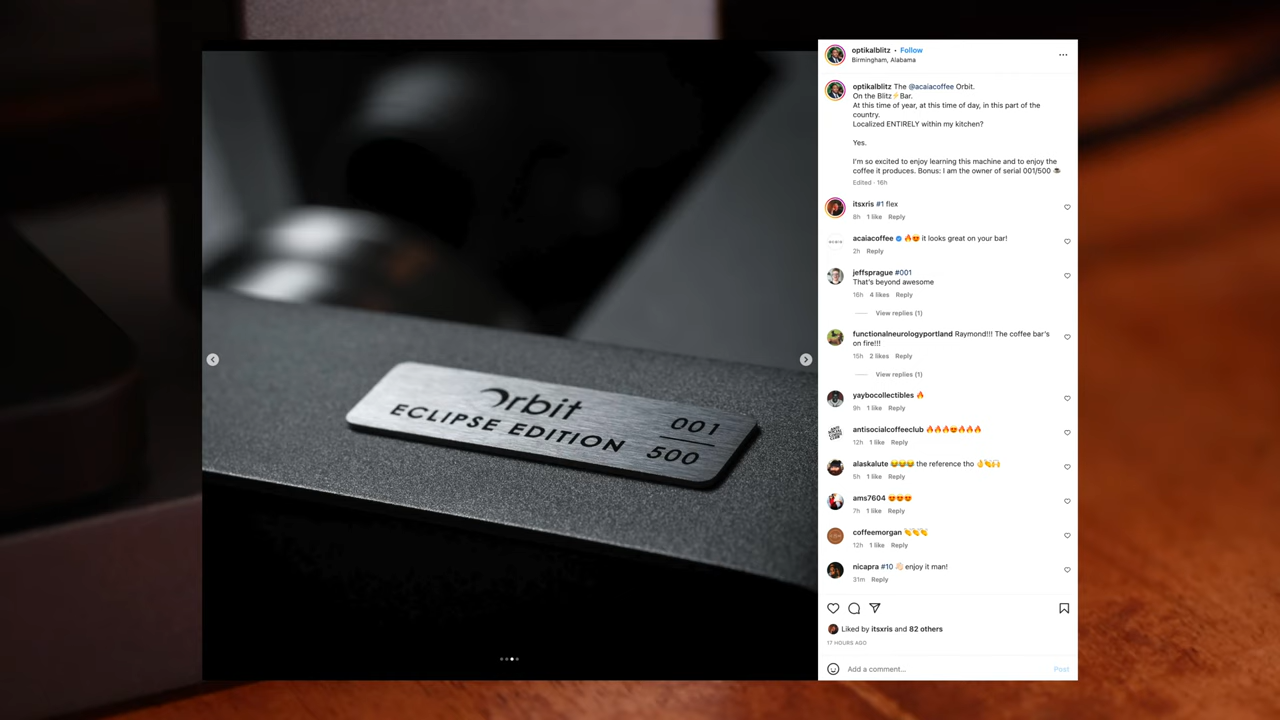 Orbit
ECLIPSE EDITION
001
500
optikalblitz • Follow
Birmingham, Alabama
optikalblitz The @acaiacoffee Orbit.
On the Blitz⚡Bar.
At this time of year, at this time of day, in this part of the
country.
Localized ENTIRELY within my kitchen?
Yes.
I'm so excited to enjoy learning this machine and to enjoy the
coffee it produces. Bonus: I am the owner of serial 001/500 ☕
Edited · 16h
itsxris #1 flex
8h 1 like Reply
acaiacoffee 🔥😍 it looks great on your bar!
2h Reply
jeffsprague #001
That's beyond awesome
16h 4 likes Reply
View replies (1)
functionalneurologyportland Raymond!!! The coffee bar's
on fire!!!
15h 2 likes Reply
View replies (1)
yaybocollectibles 🔥
9h 1 like Reply
antisocialcoffeeclub 🔥🔥🔥😍🔥🔥🔥
12h 1 like Reply
alaskalute 😂😂😂 the reference tho 👌👏🙌
5h 1 like Reply
ams7604 😍😍😍
7h 1 like Reply
coffeemorgan 👏👏👏
12h 1 like Reply
nicapra #10 👏🏻 enjoy it man!
31m Reply
Liked by itsxris and 82 others
17 HOURS AGO
Add a comment...
Post